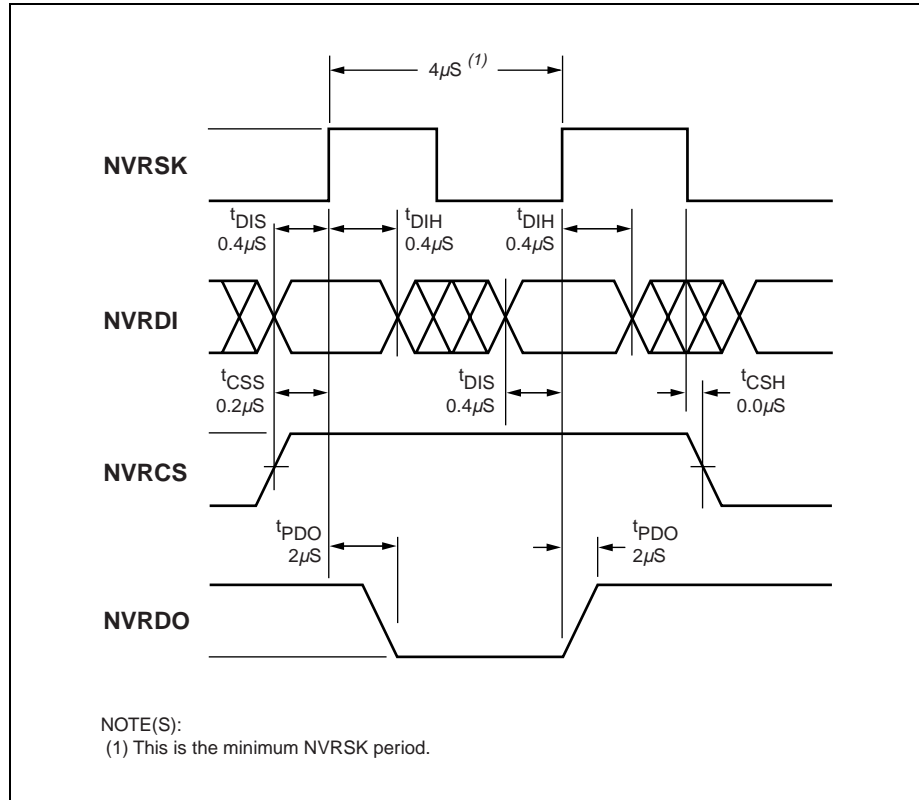 4µS (1)
NVRSK
tDIS
0.4µS
tDIH
0.4µS
tDIH
0.4µS
NVRDI
tCSS
0.2µS
tDIS
0.4µS
tCSH
0.0µS
NVRCS
tPDO
2µS
tPDO
2µS
NVRDO
NOTE(S):
(1) This is the minimum NVRSK period.